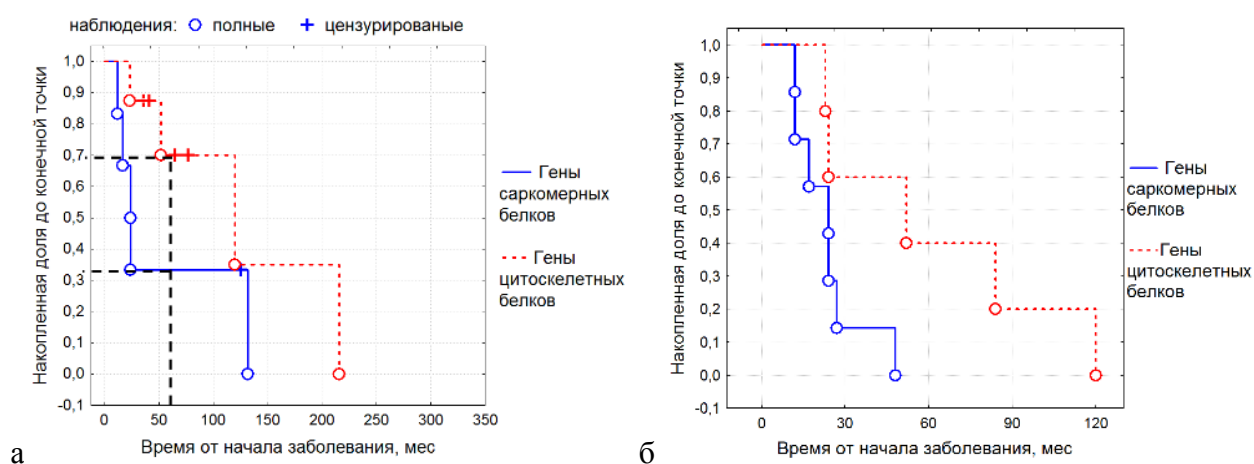 наблюдения: полные цензурированые
1,0
0,9
0,8
0,7
0,6
0,5
0,4
0,3
0,2
0,1
0,0
-0,1
Накопленная доля до конечной точки
0 50 100 150 200 250 300 350
Время от начала заболевания, мес
Гены
саркомерных
белков
Гены
цитоскелетных
белков
а
1,0
0,9
0,8
0,7
0,6
0,5
0,4
0,3
0,2
0,1
0,0
-0,1
Накопленная доля до конечной точки
0 30 60 90 120
Время от начала заболевания, мес
Гены
саркомерных
белков
Гены
цитоскелетных
белков
б